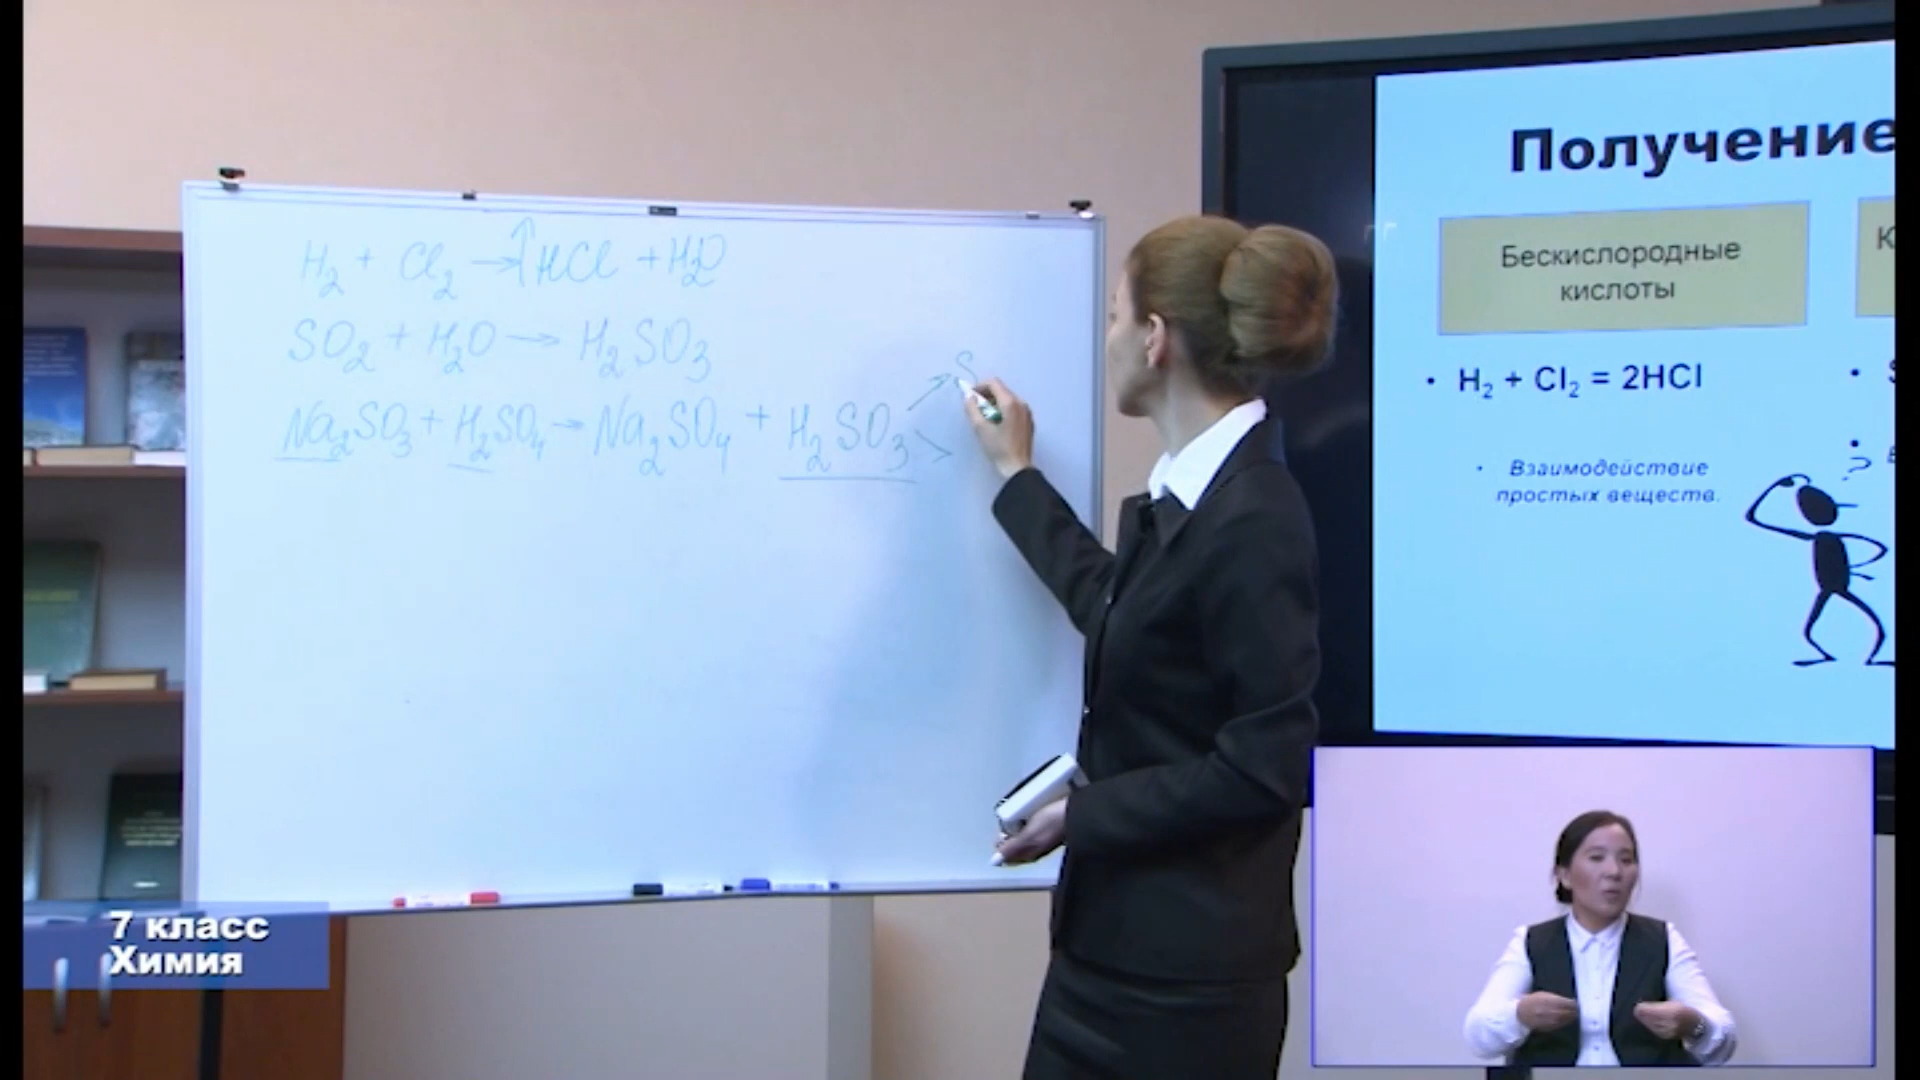 H₂ + Cl₂ → ↑HCl + H₂O
SO₂ + H₂O → H₂SO₃
Na₂SO₃ + H₂SO₄ → Na₂SO₄ + H₂SO₃
S
Получение
Бескислородные
кислоты
• H₂ + Cl₂ = 2HCl
• Взаимодействие
простых веществ.
К
?
7 класс
Химия